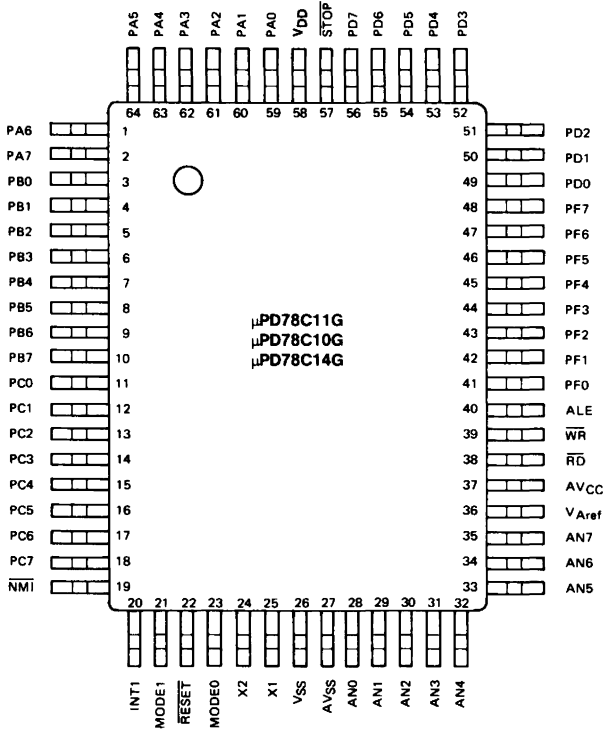 PA5 PA4 PA3 PA2 PA1 PA0 VDD S̅T̅O̅P̅ PD7 PD6 PD5 PD4 PD3
64 63 62 61 60 59 58 57 56 55 54 53 52
PA6 1 51 PD2
PA7 2 50 PD1
PB0 3 49 PD0
PB1 4 48 PF7
PB2 5 47 PF6
PB3 6 46 PF5
PB4 7 45 PF4
PB5 8 44 PF3
μPD78C11G
PB6 9 43 PF2
μPD78C10G
PB7 10 42 PF1
μPD78C14G
PC0 11 41 PF0
PC1 12 40 ALE
PC2 13 39 W̅R̅
PC3 14 38 R̅D̅
PC4 15 37 AVCC
PC5 16 36 VAref
PC6 17 35 AN7
PC7 18 34 AN6
N̅M̅I̅ 19 33 AN5
20 21 22 23 24 25 26 27 28 29 30 31 32
INT1 MODE1 R̅E̅S̅E̅T̅ MODE0 X2 X1 VSS AVSS AN0 AN1 AN2 AN3 AN4